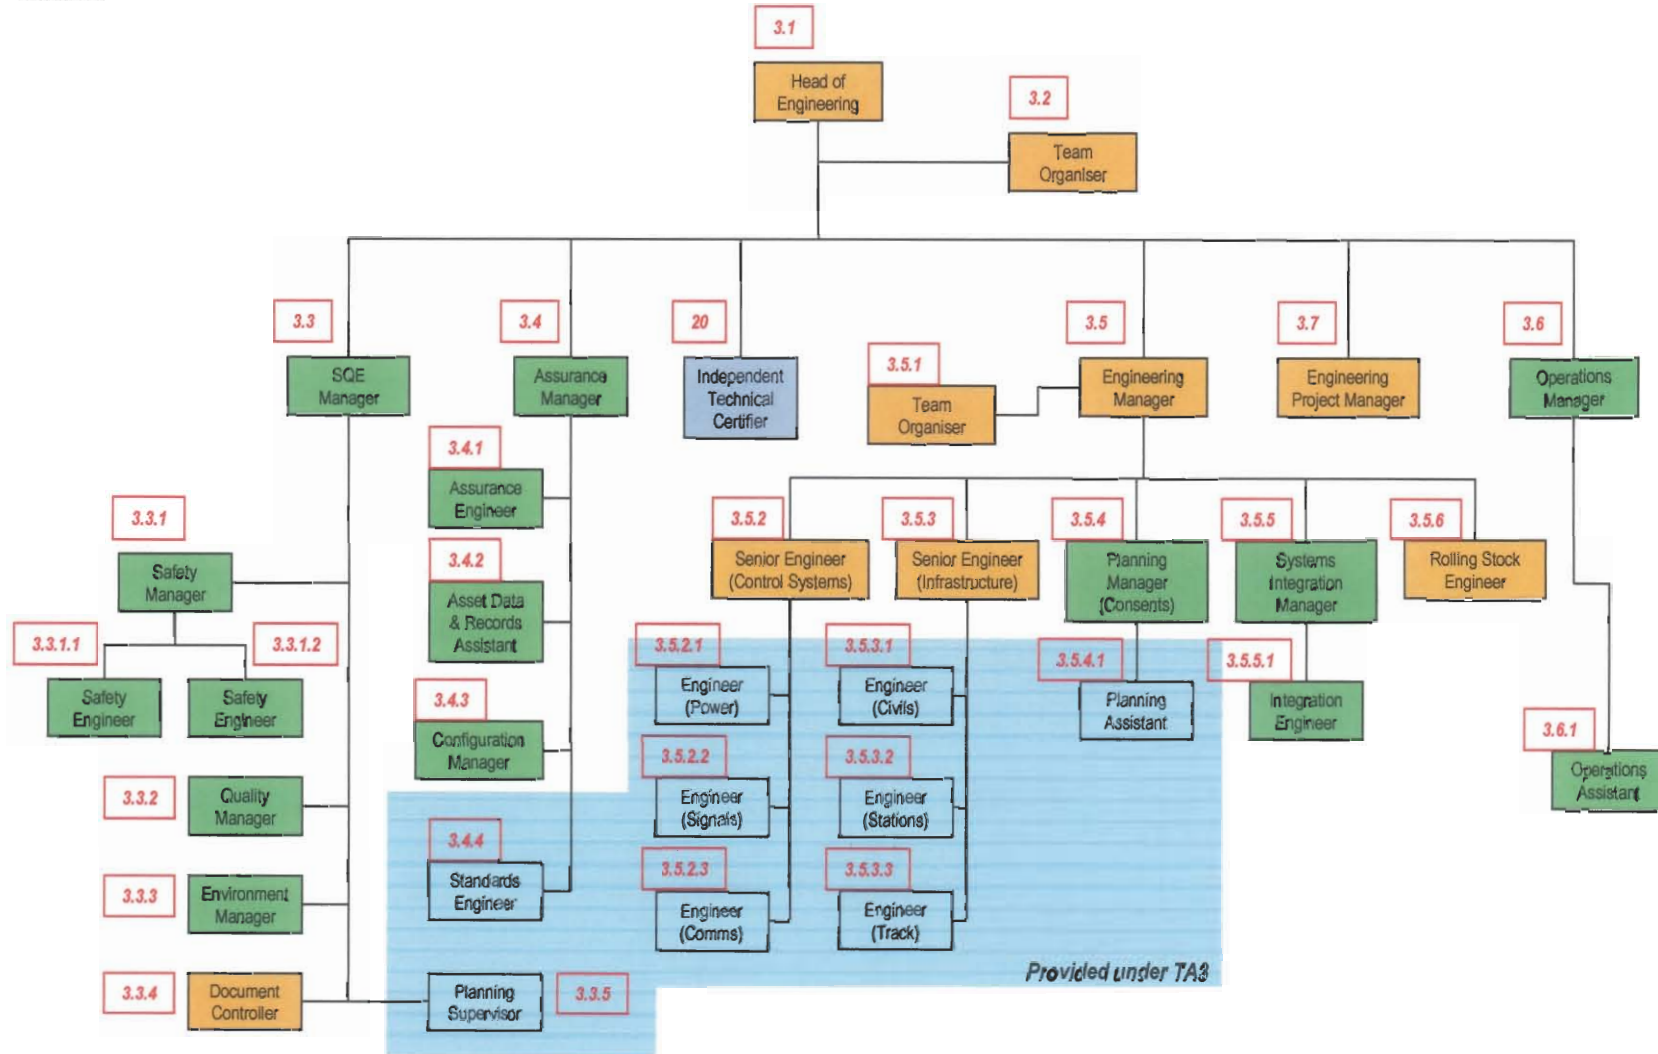 3.1
Head of
Engineering
3.2
Team
Organiser
3.3
SQE
Manager
3.4
Assurance
Manager
20
Independent
Technical
Certifier
3.5
Engineering
Manager
3.5.1
Team
Organiser
3.7
Engineering
Project Manager
3.6
Operations
Manager
3.3.1
Safety
Manager
3.3.1.1
Safety
Engineer
3.3.1.2
Safety
Engineer
3.3.2
Quality
Manager
3.3.3
Environment
Manager
3.3.4
Document
Controller
3.3.5
Planning
Supervisor
3.4.1
Assurance
Engineer
3.4.2
Asset Data
& Records
Assistant
3.4.3
Configuration
Manager
3.4.4
Standards
Engineer
3.5.2
Senior Engineer
(Control Systems)
3.5.2.1
Engineer
(Power)
3.5.2.2
Engineer
(Signals)
3.5.2.3
Engineer
(Comms)
3.5.3
Senior Engineer
(Infrastructure)
3.5.3.1
Engineer
(Civils)
3.5.3.2
Engineer
(Stations)
3.5.3.3
Engineer
(Track)
3.5.4
Planning
Manager
(Consents)
3.5.4.1
Planning
Assistant
3.5.5
Systems
Integration
Manager
3.5.5.1
Integration
Engineer
3.5.6
Rolling Stock
Engineer
3.6.1
Operations
Assistant
Provided under TA3